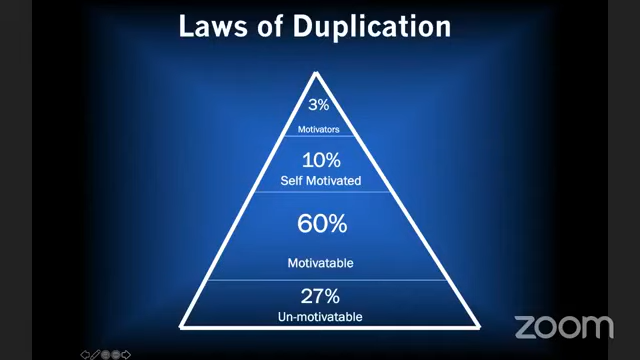 Laws of Duplication
3%
Motivators
10%
Self Motivated
60%
Motivatable
27%
Un-motivatable
zoom